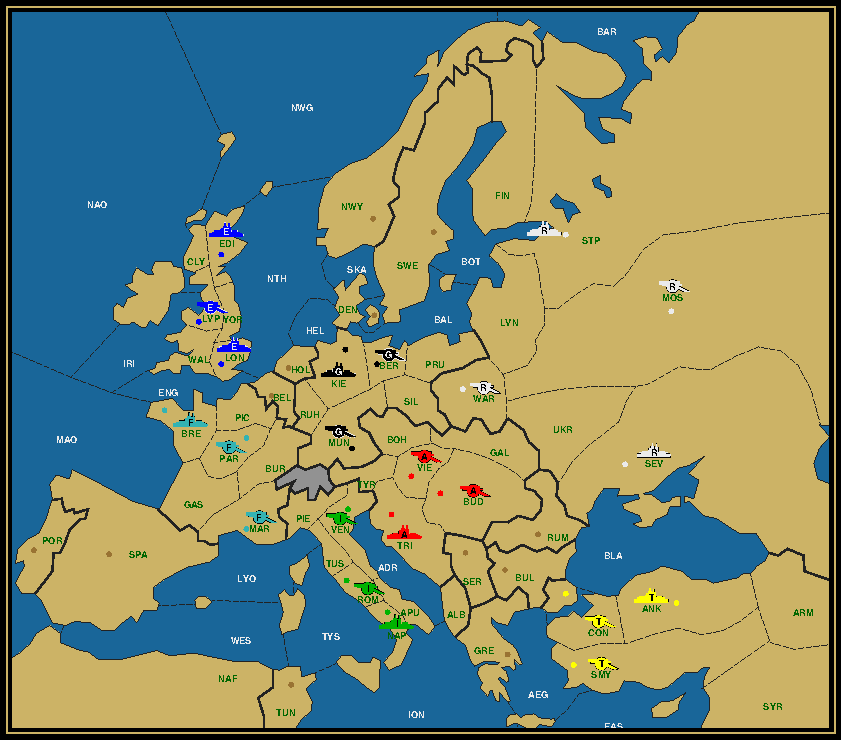 BAR
NWG
NAO
FIN
NWY
E
EDI
R
STP
CLY
SKA
SWE
BOT
NTH
R
MOS
E
LVP
YOR
DEN
BAL
LVN
HEL
E
LON
WAL
IRI
HOL
G
KIE
G
BER
PRU
R
WAR
ENG
BEL
RUH
SIL
PIC
F
BRE
MAO
G
MUN
BOH
UKR
F
PAR
GAL
R
SEV
A
VIE
BUR
TYR
A
BUD
GAS
F
MAR
PIE
I
VEN
A
TRI
RUM
POR
SPA
BLA
TUS
ADR
LYO
SER
BUL
I
ROM
T
ANK
APU
ALB
ARM
I
NAP
T
CON
WES
TYS
GRE
T
SMY
NAF
AEG
TUN
ION
SYR
EAS